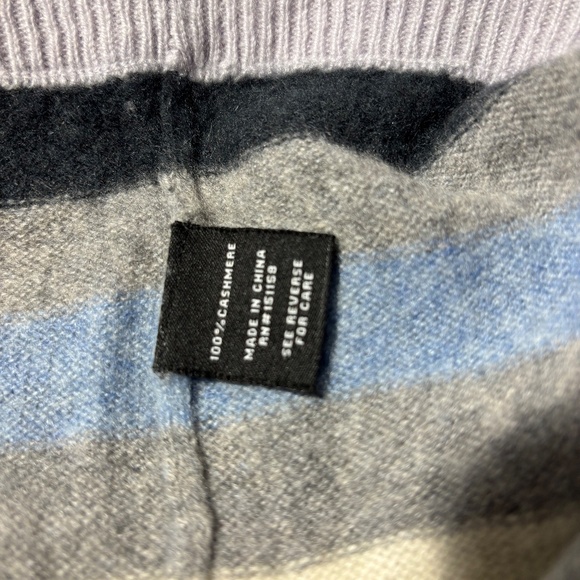 100% CASHMERE
MADE IN CHINA
RN#151158
SEE REVERSE
FOR CARE